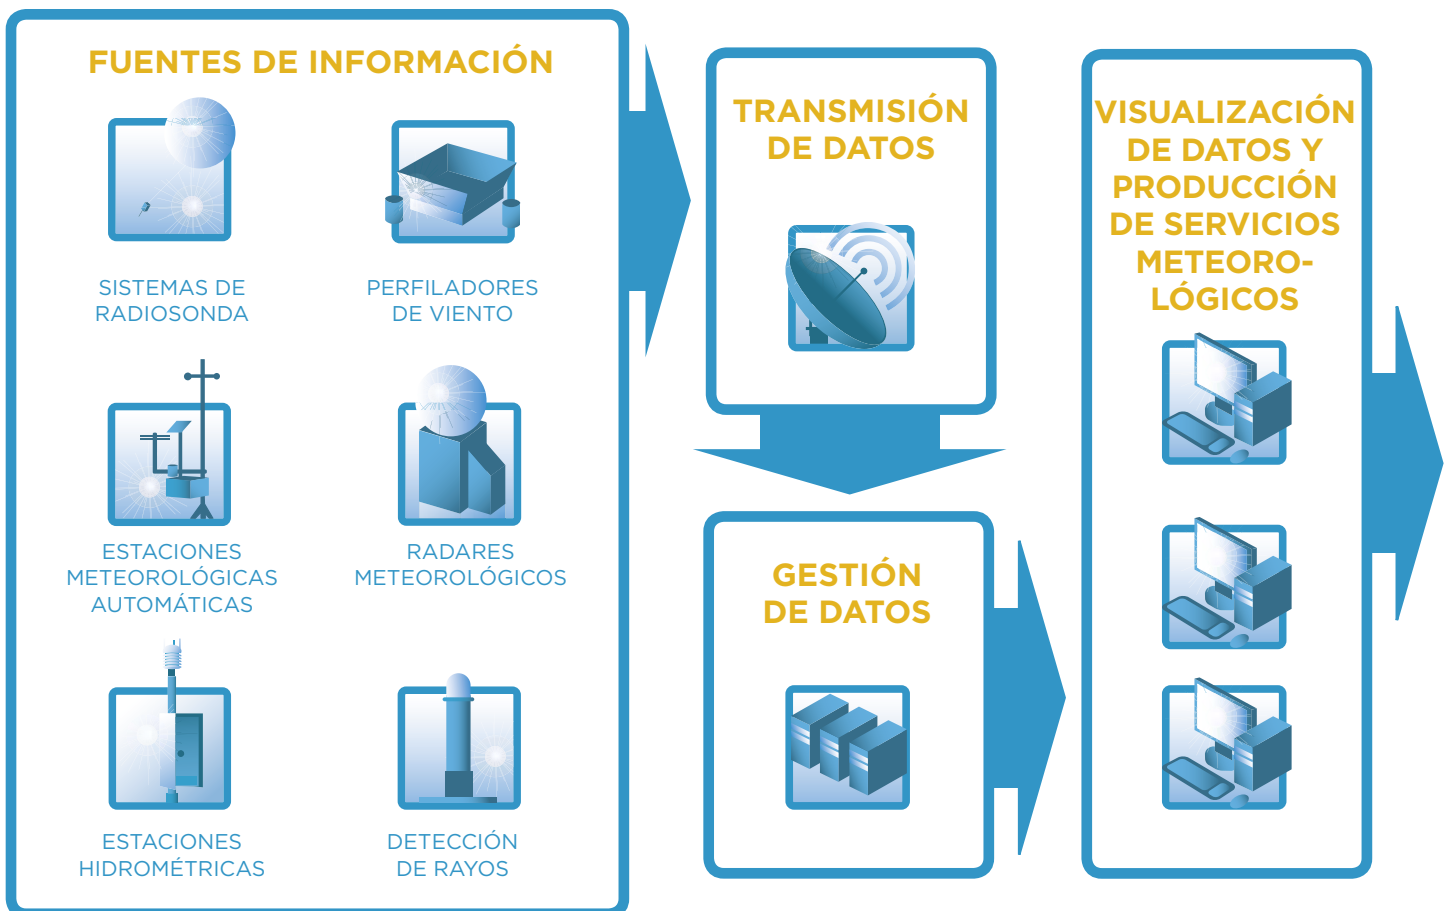 FUENTES DE INFORMACIÓN
SISTEMAS DE
RADIOSONDA
PERFILADORES
DE VIENTO
ESTACIONES
METEOROLÓGICAS
AUTOMÁTICAS
RADARES
METEOROLÓGICOS
ESTACIONES
HIDROMÉTRICAS
DETECCIÓN
DE RAYOS
TRANSMISIÓN
DE DATOS
GESTIÓN
DE DATOS
VISUALIZACIÓN
DE DATOS Y
PRODUCCIÓN
DE SERVICIOS
METEORO-
LÓGICOS